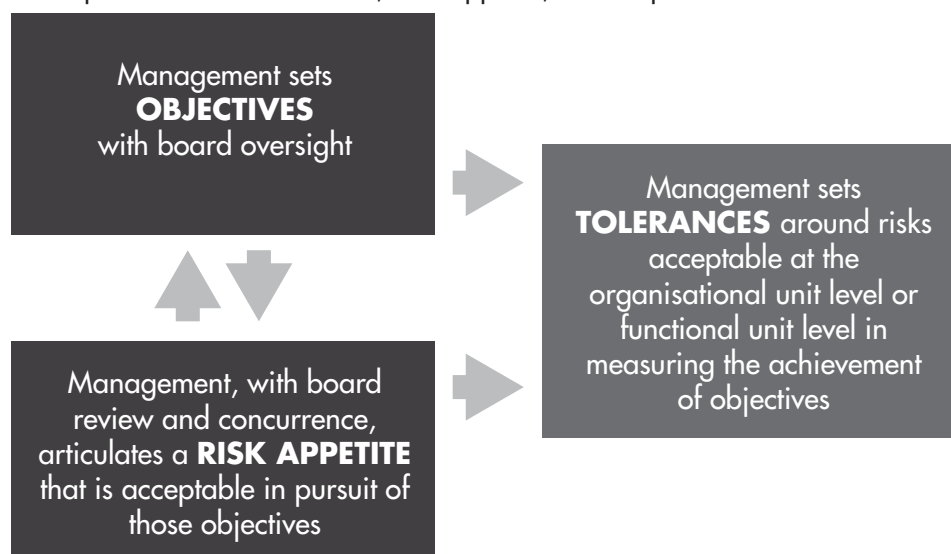 Management sets
OBJECTIVES
with board oversight
Management sets
TOLERANCES around risks
acceptable at the
organisational unit level or
functional unit level in
measuring the achievement
of objectives
Management, with board
review and concurrence,
articulates a RISK APPETITE
that is acceptable in pursuit of
those objectives